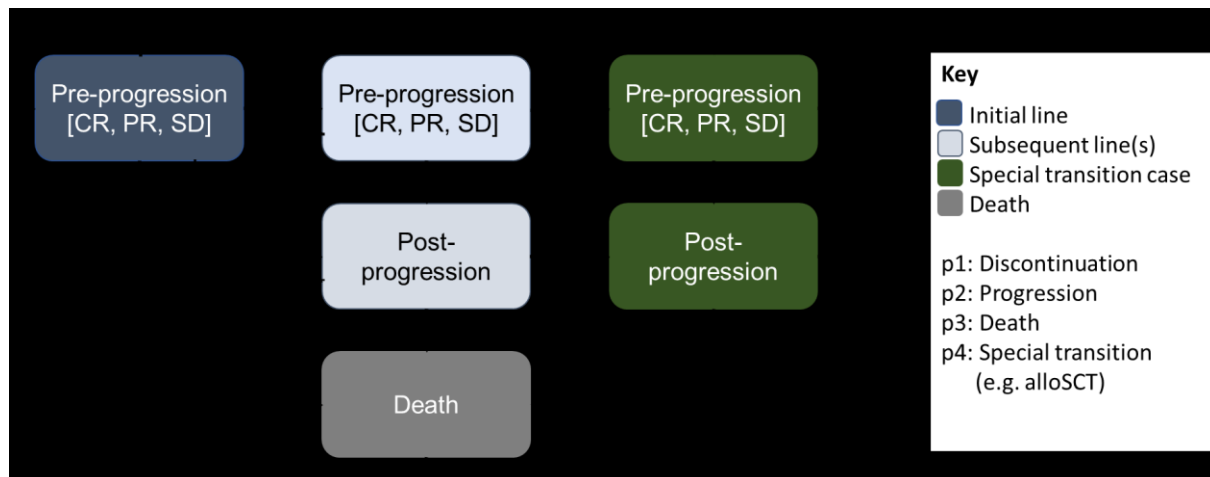 Pre-progression
[CR, PR, SD]
Pre-progression
[CR, PR, SD]
Pre-progression
[CR, PR, SD]
Post-
progression
Post-
progression
Death
Key
Initial line
Subsequent line(s)
Special transition case
Death
p1: Discontinuation
p2: Progression
p3: Death
p4: Special transition
(e.g. alloSCT)